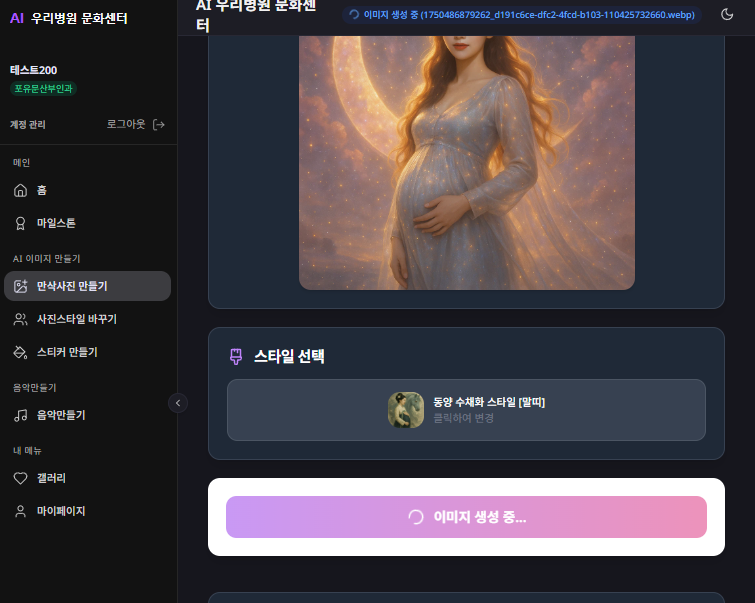 AI 우리병원 문화센터
테스트200
포유문산부인과
계정 관리
로그아웃
메인
홈
마일스톤
AI 이미지 만들기
만삭사진 만들기
사진스타일 바꾸기
스티커 만들기
음악만들기
음악만들기
내 메뉴
갤러리
마이페이지
AI 우리병원 문화센
터
이미지 생성 중 (1750486879262_d191c6ce-dfc2-4fcd-b103-110425732660.webp)
스타일 선택
동양 수채화 스타일 [말띠]
클릭하여 변경
이미지 생성 중...